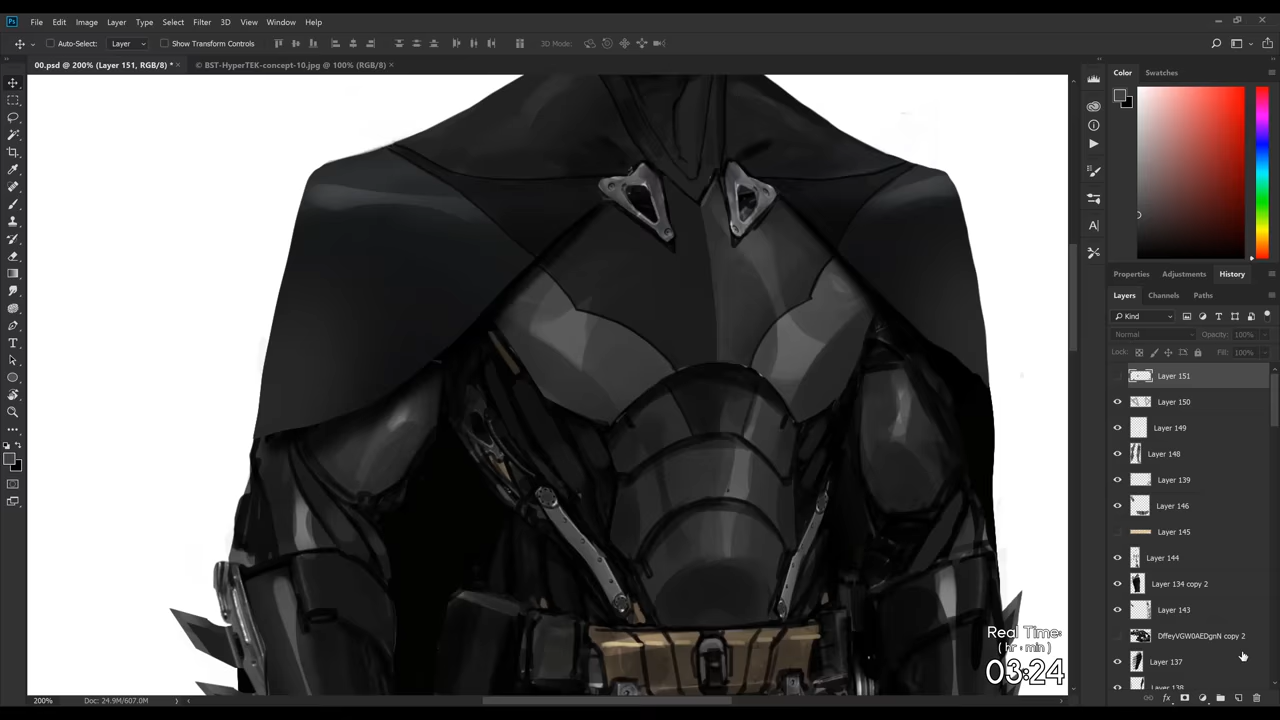 Ps File Edit Image Layer Type Select Filter 3D View Window Help
Auto-Select: Layer Show Transform Controls 3D Mode:
00.psd @ 200% (Layer 151, RGB/8) * × © BST-HyperTEK-concept-10.jpg @ 100% (RGB/8) ×
Color Swatches
Properties Adjustments History
Layers Channels Paths
Kind
Normal Opacity: 100%
Lock: Fill: 100%
Layer 151
Layer 150
Layer 149
Layer 148
Layer 139
Layer 146
Layer 145
Layer 144
Layer 134 copy 2
Layer 143
DffeyVGW0AEDgnN copy 2
Layer 137
Layer 138
Real Time:
( hr : min )
03:24
200% Doc: 24.9M/607.0M
fx